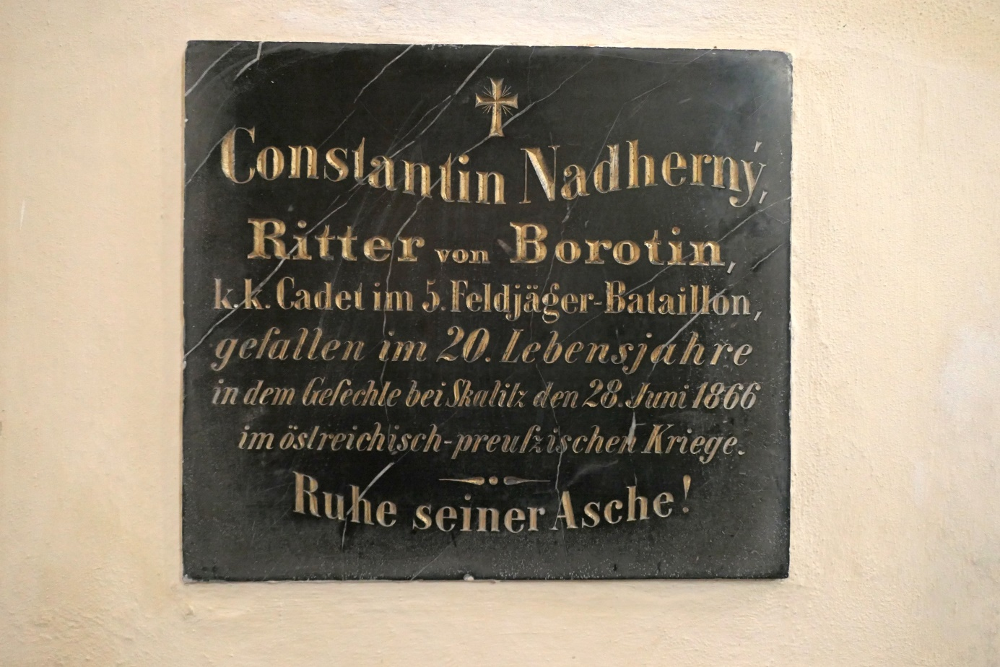 Constantin Nadherný,
Ritter von Borotin,
k.k. Cadet im 5. Feldjäger-Bataillon,
gefallen im 20. Lebensjahre
in dem Gefechte bei Skalitz den 28. Juni 1866
im östreichisch-preuſzischen Kriege.
Ruhe seiner Asche!